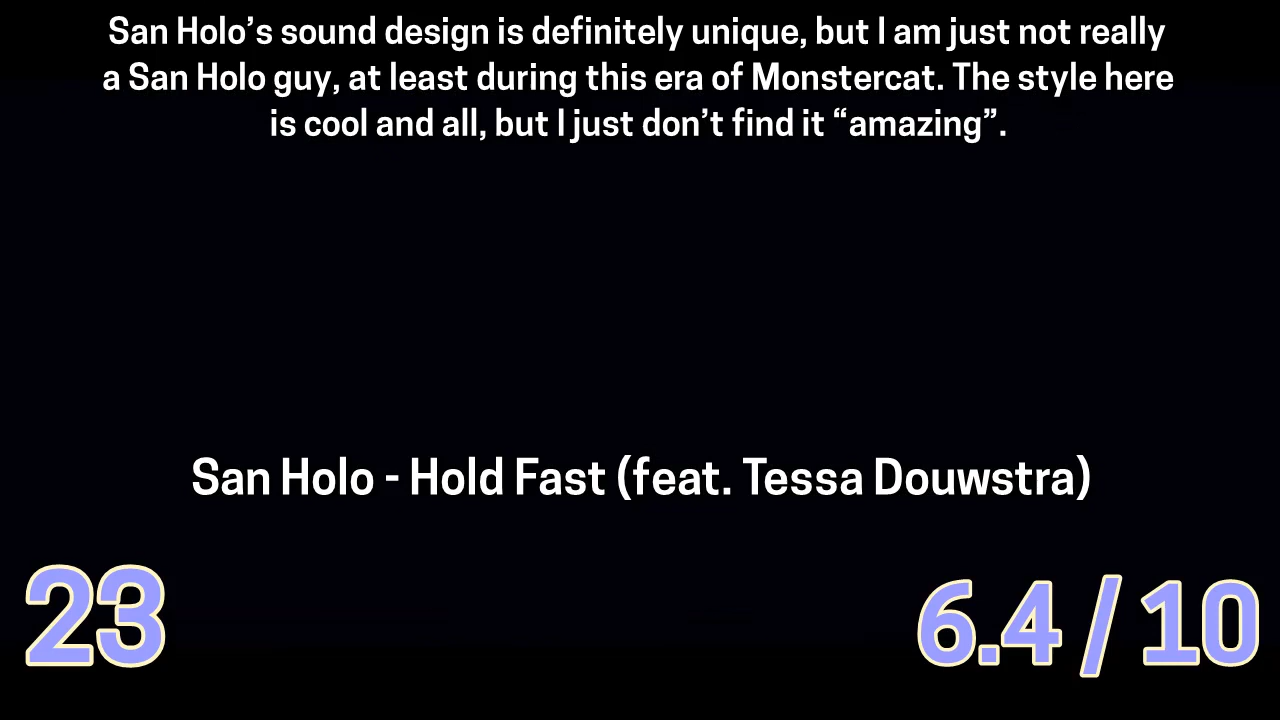 San Holo’s sound design is definitely unique, but I am just not really
a San Holo guy, at least during this era of Monstercat. The style here
is cool and all, but I just don’t find it “amazing”.
San Holo - Hold Fast (feat. Tessa Douwstra)
23
6.4 / 10